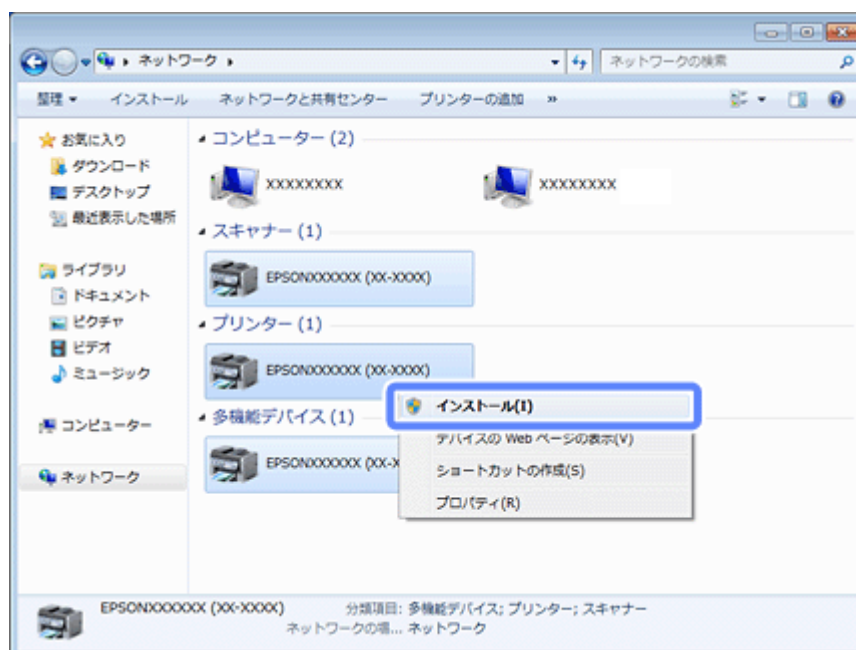 ネットワーク
ネットワークの検索
整理 インストール ネットワークと共有センター プリンターの追加 »
お気に入り
ダウンロード
デスクトップ
最近表示した場所
ライブラリ
ドキュメント
ピクチャ
ビデオ
ミュージック
コンピューター
ネットワーク
コンピューター (2)
XXXXXXXX XXXXXXXX
スキャナー (1)
EPSONXXXXXX (XX-XXXX)
プリンター (1)
EPSONXXXXXX (XX-XXXX)
多機能デバイス (1)
EPSONXXXXXX (XX-X
インストール(I)
デバイスの Web ページの表示(V)
ショートカットの作成(S)
プロパティ(R)
EPSONXXXXXX (XX-XXXX) 分類項目: 多機能デバイス; プリンター; スキャナー
ネットワークの場... ネットワーク